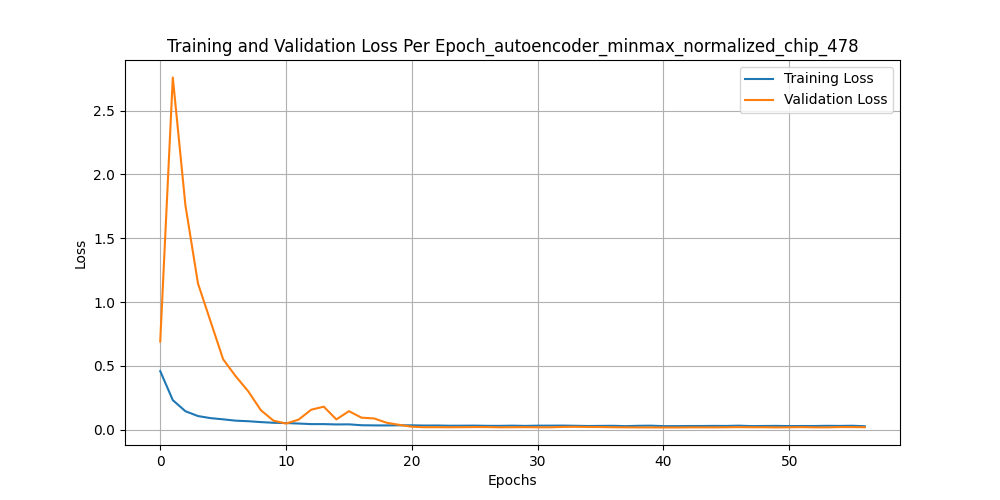 Training and Validation Loss Per Epoch_autoencoder_minmax_normalized_chip_478
Training Loss
Validation Loss
2.5
2.0
1.5
1.0
0.5
0.0
Loss
0 10 20 30 40 50
Epochs